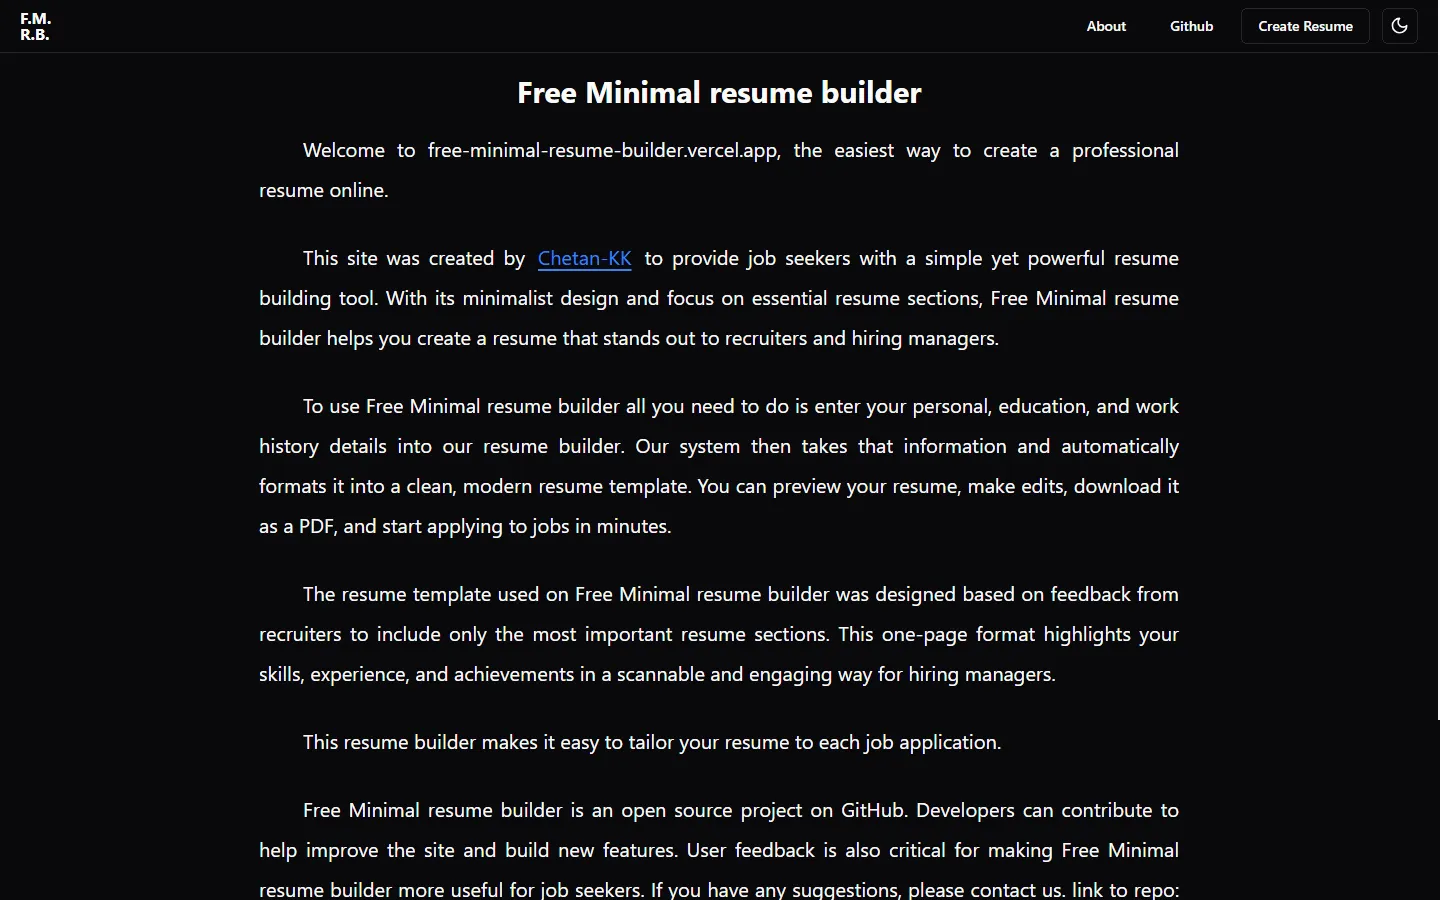 F.M.
R.B.
About
Github
Create Resume
Free Minimal resume builder
Welcome to free-minimal-resume-builder.vercel.app, the easiest way to create a professional
resume online.
This site was created by Chetan-KK to provide job seekers with a simple yet powerful resume
building tool. With its minimalist design and focus on essential resume sections, Free Minimal resume
builder helps you create a resume that stands out to recruiters and hiring managers.
To use Free Minimal resume builder all you need to do is enter your personal, education, and work
history details into our resume builder. Our system then takes that information and automatically
formats it into a clean, modern resume template. You can preview your resume, make edits, download it
as a PDF, and start applying to jobs in minutes.
The resume template used on Free Minimal resume builder was designed based on feedback from
recruiters to include only the most important resume sections. This one-page format highlights your
skills, experience, and achievements in a scannable and engaging way for hiring managers.
This resume builder makes it easy to tailor your resume to each job application.
Free Minimal resume builder is an open source project on GitHub. Developers can contribute to
help improve the site and build new features. User feedback is also critical for making Free Minimal
resume builder more useful for job seekers. If you have any suggestions, please contact us. link to repo: